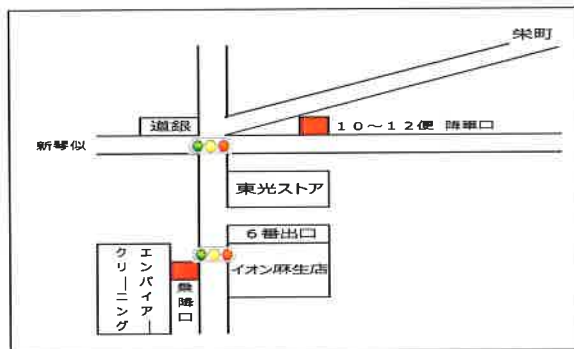 栄町
道銀
10～12便 降車口
新琴似
東光ストア
6番出口
イオン麻生店
エンパイアー
クリーニング
乗降口